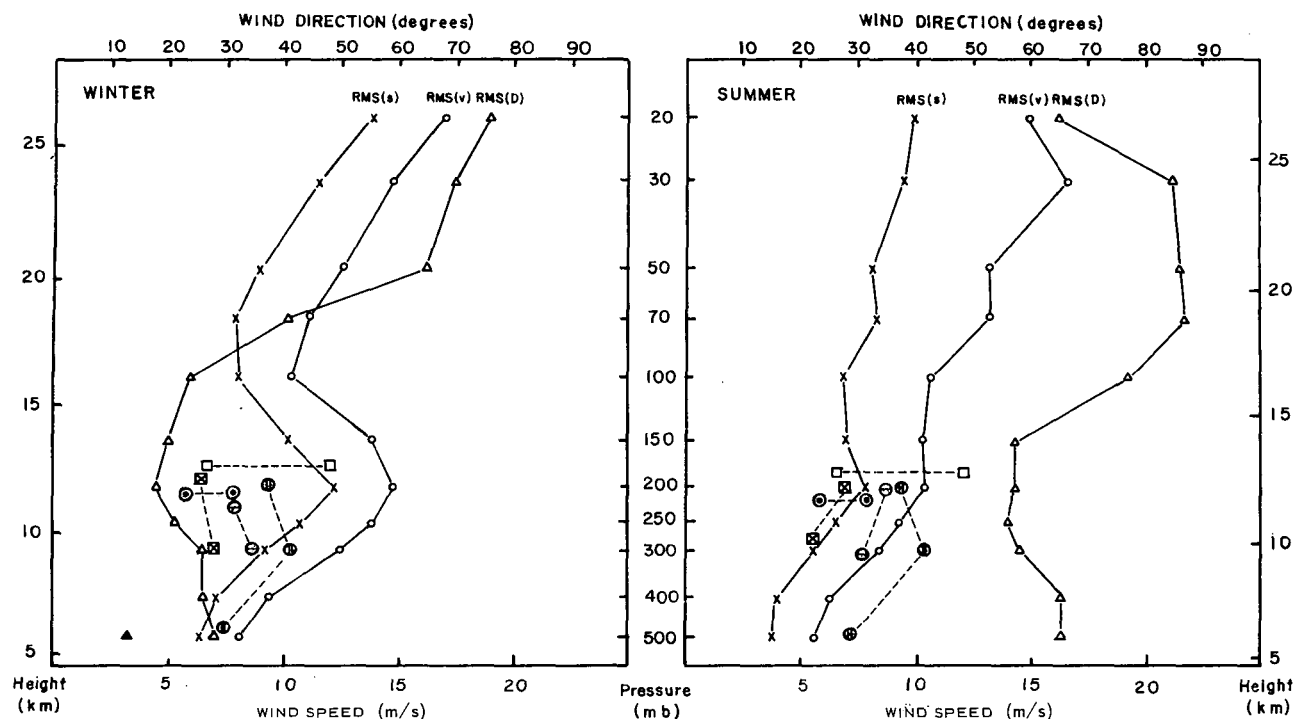 WIND DIRECTION (degrees)
10 20 30 40 50 60 70 80 90
WINTER
RMS(s) RMS(v) RMS(D)
25
20
15
10
5
Height (km)
5 10 15 20
WIND SPEED (m/s)
20
30
50
70
100
150
200
250
300
400
500
Pressure (mb)
WIND DIRECTION (degrees)
10 20 30 40 50 60 70 80 90
SUMMER
RMS(s) RMS(v) RMS(D)
25
20
15
10
5
Height (km)
5 10 15 20
WIND SPEED (m/s)